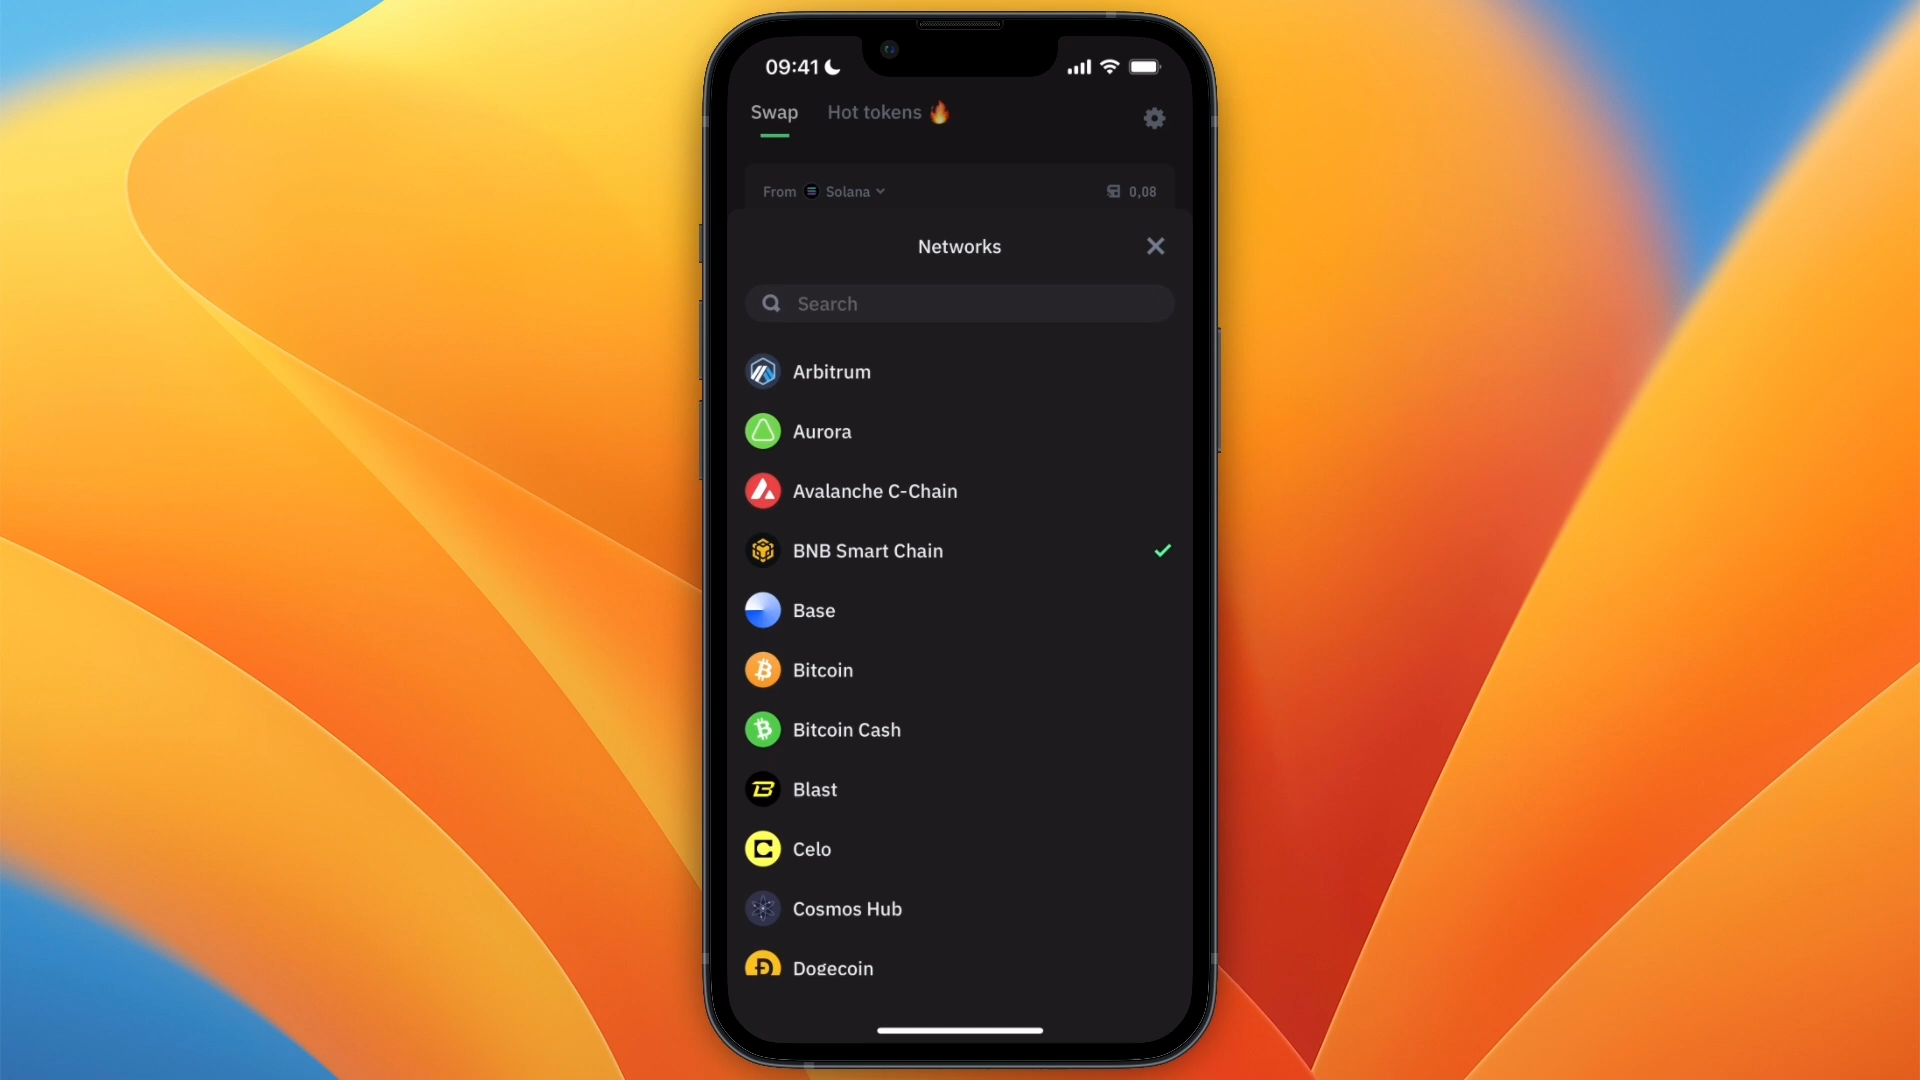 09:41
Swap Hot tokens 🔥
From Solana 0,08
Networks
Search
Arbitrum
Aurora
Avalanche C-Chain
BNB Smart Chain
Base
Bitcoin
Bitcoin Cash
Blast
Celo
Cosmos Hub
Dogecoin